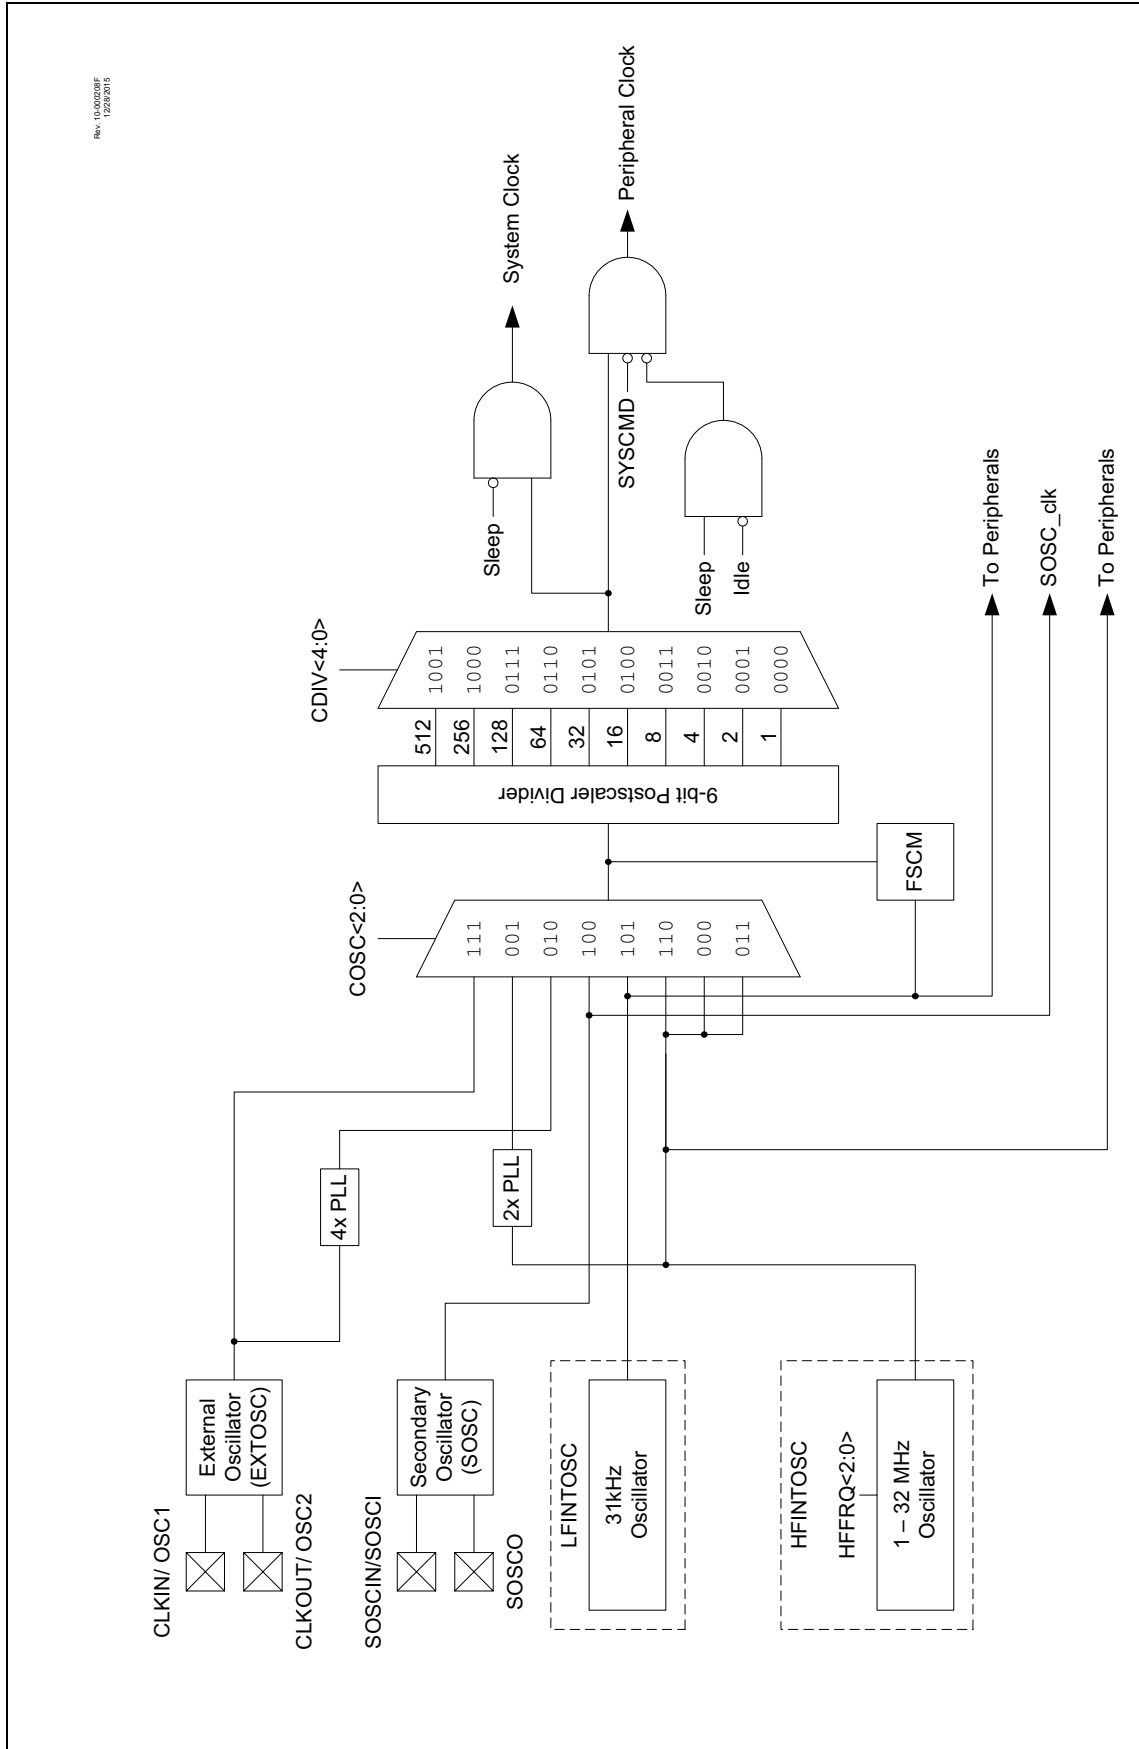 Rev. 10-000208F
12/28/2015
CLKIN/ OSC1
CLKOUT/ OSC2
External
Oscillator
(EXTOSC)
SOSCIN/SOSCI
SOSCO
Secondary
Oscillator
(SOSC)
LFINTOSC
31kHz
Oscillator
HFINTOSC
HFFRQ<2:0>
1 – 32 MHz
Oscillator
4x PLL
2x PLL
COSC<2:0>
111
001
010
100
101
110
000
011
FSCM
9-bit Postscaler Divider
512
256
128
64
32
16
8
4
2
1
CDIV<4:0>
1001
1000
0111
0110
0101
0100
0011
0010
0001
0000
Sleep
System Clock
SYSCMD
Peripheral Clock
Sleep
Idle
To Peripherals
SOSC_clk
To Peripherals